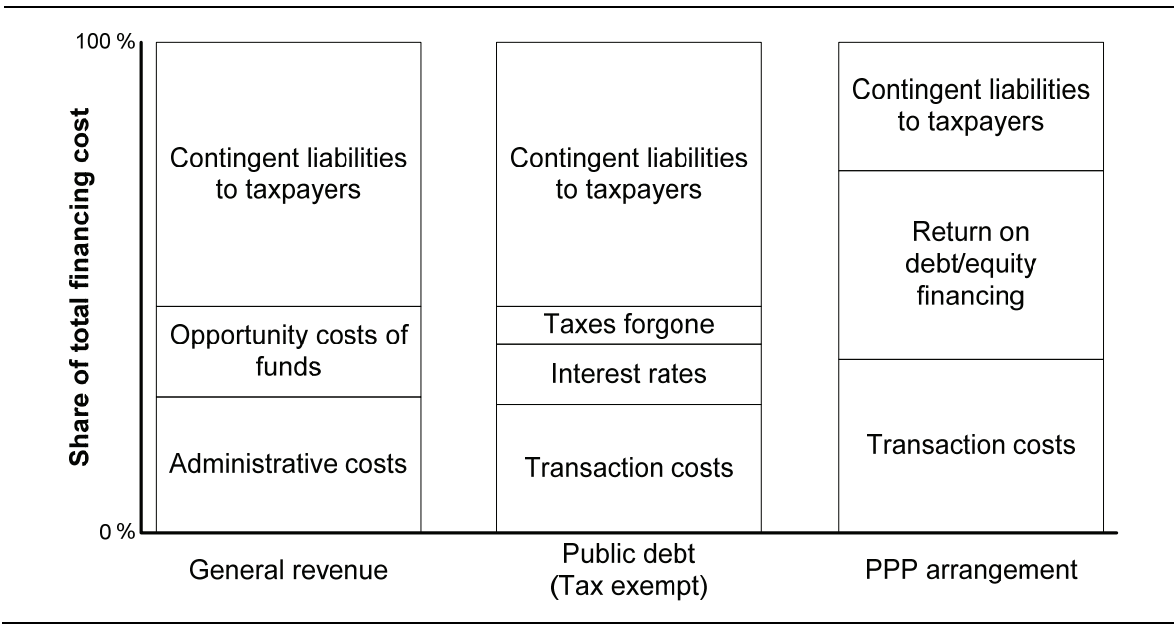 100 %
Share of total financing cost
0 %
Contingent liabilities
to taxpayers
Opportunity costs of
funds
Administrative costs
General revenue
Contingent liabilities
to taxpayers
Taxes forgone
Interest rates
Transaction costs
Public debt
(Tax exempt)
Contingent liabilities
to taxpayers
Return on
debt/equity
financing
Transaction costs
PPP arrangement